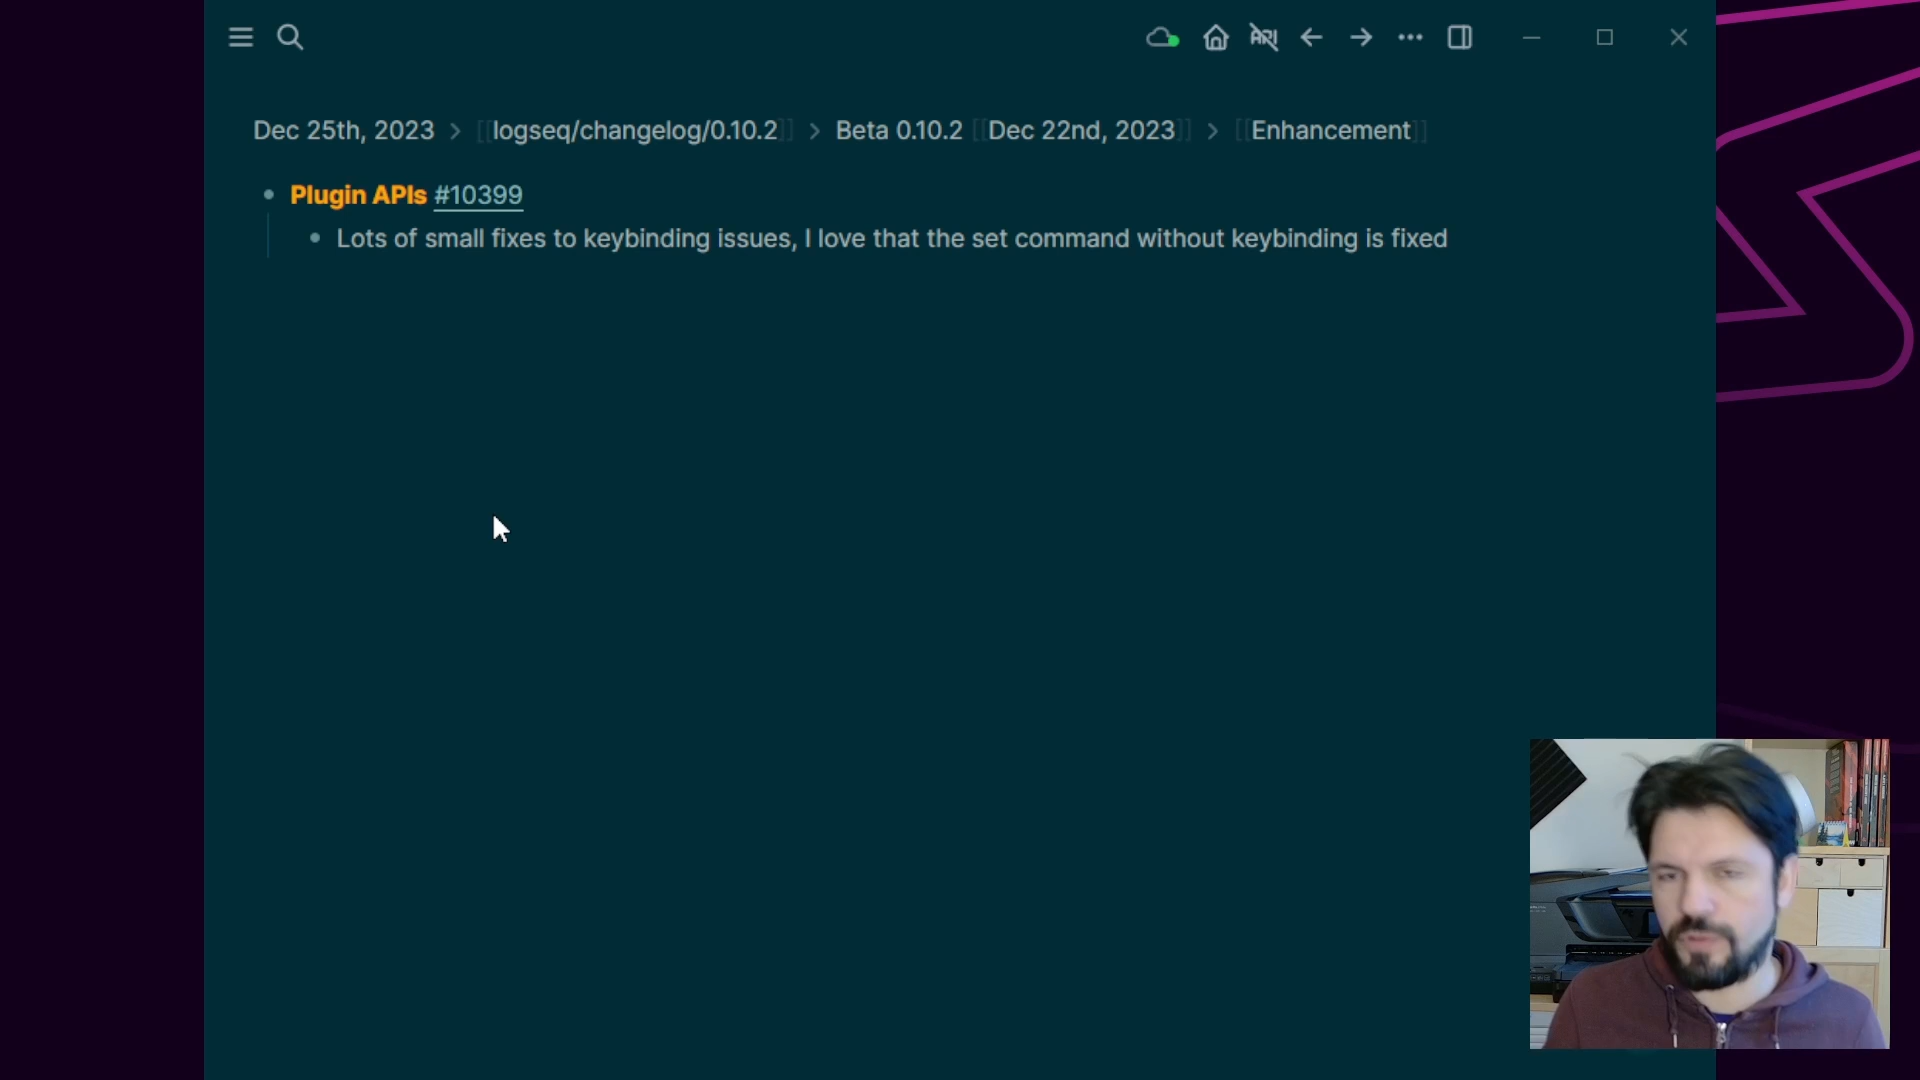 API
Dec 25th, 2023 > [[logseq/changelog/0.10.2]] > Beta 0.10.2 [[Dec 22nd, 2023]] > [[Enhancement]]
Plugin APIs #10399
Lots of small fixes to keybinding issues, I love that the set command without keybinding is fixed